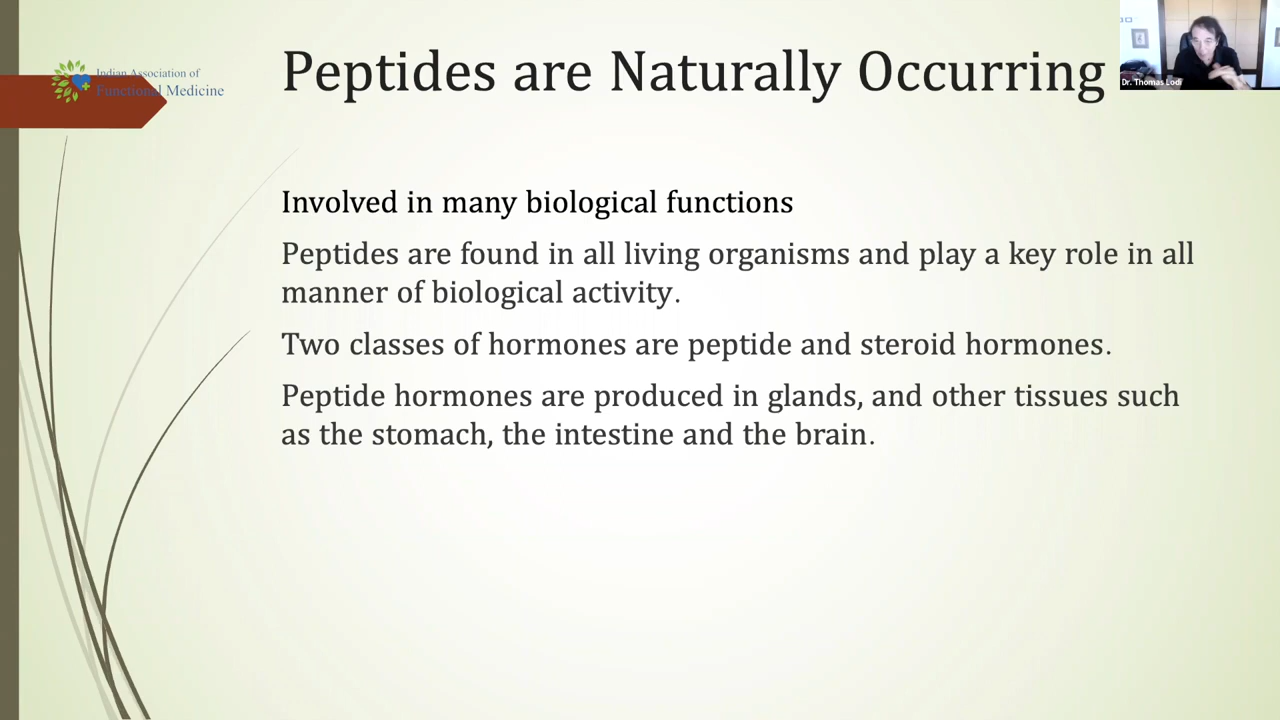 Peptides are Naturally Occurring
Indian Association of
Functional Medicine
Dr. Thomas Lodi
Involved in many biological functions
Peptides are found in all living organisms and play a key role in all
manner of biological activity.
Two classes of hormones are peptide and steroid hormones.
Peptide hormones are produced in glands, and other tissues such
as the stomach, the intestine and the brain.